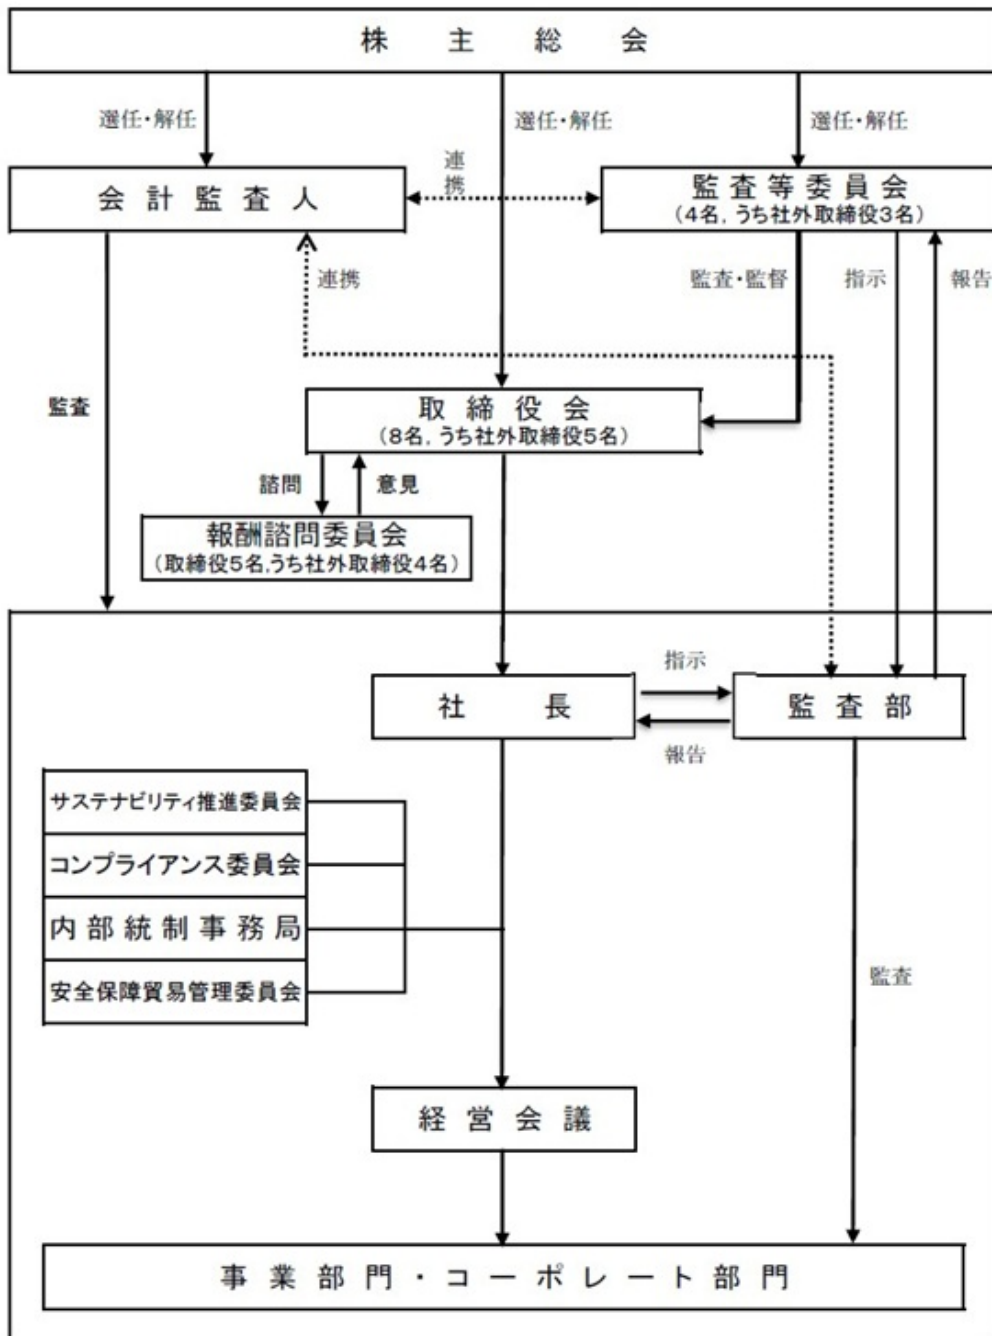 株主総会
選任・解任
選任・解任
選任・解任
会計監査人
連携
監査等委員会
(4名, うち社外取締役3名)
連携
監査・監督
指示
報告
監査
取締役会
(8名, うち社外取締役5名)
諮問
意見
報酬諮問委員会
(取締役5名,うち社外取締役4名)
社長
指示
報告
監査部
サステナビリティ推進委員会
コンプライアンス委員会
内部統制事務局
安全保障貿易管理委員会
監査
経営会議
事業部門・コーポレート部門